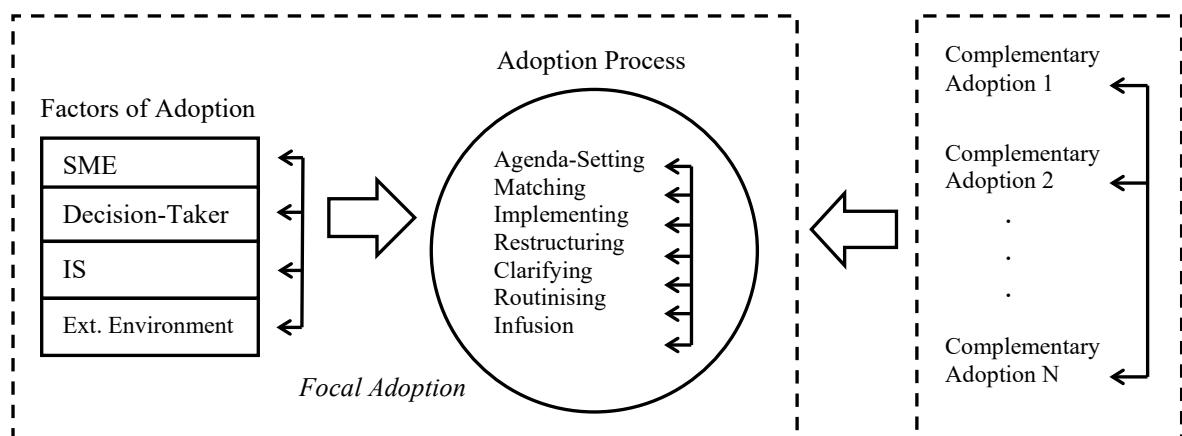 Factors of Adoption
SME
Decision-Taker
IS
Ext. Environment
Focal Adoption
Adoption Process
Agenda-Setting
Matching
Implementing
Restructuring
Clarifying
Routinising
Infusion
Complementary
Adoption 1
Complementary
Adoption 2
.
.
.
Complementary
Adoption N